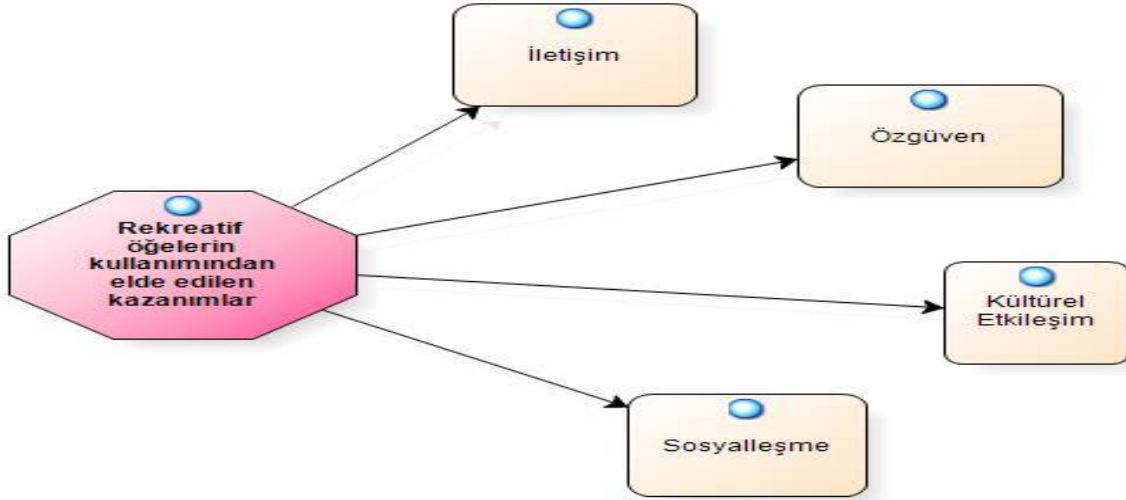 İletişim
Özgüven
Rekreatif
öğelerin
kullanımından
elde edilen
kazanımlar
Kültürel
Etkileşim
Sosyalleşme